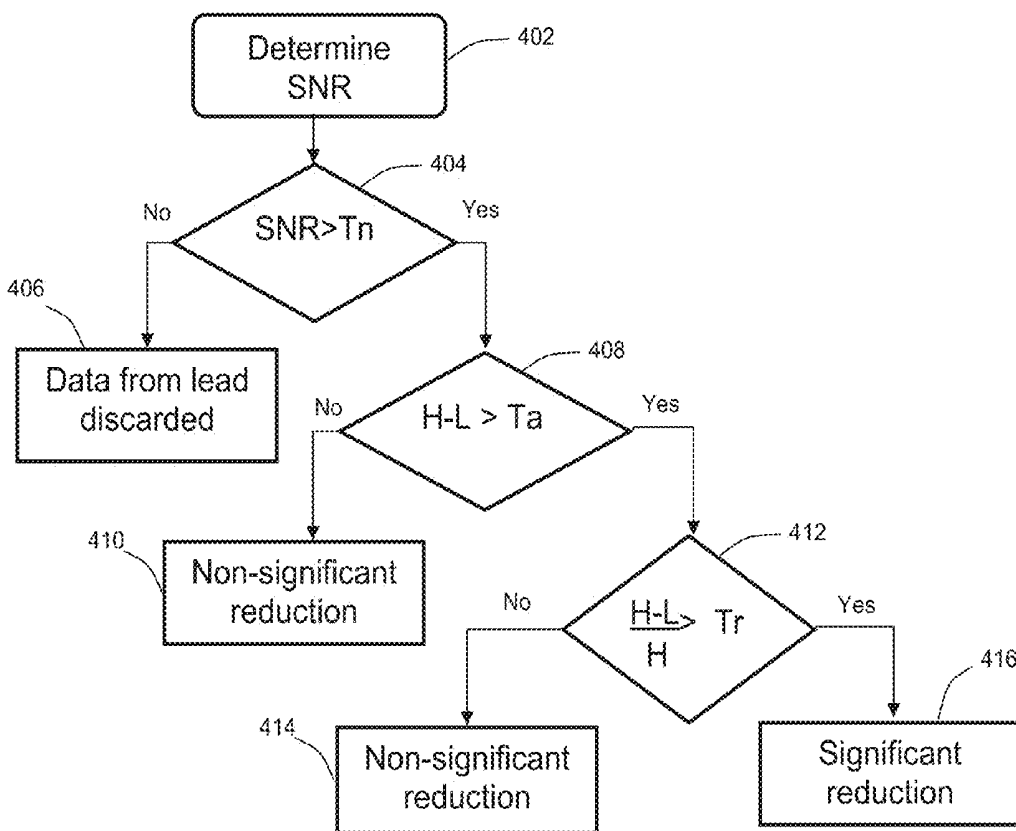 Determine
SNR
402
404
No
Yes
SNR>Tn
406
Data from lead
discarded
408
No
Yes
H-L > Ta
410
Non-significant
reduction
412
No
Yes
H-L
> Tr
H
414
Non-significant
reduction
416
Significant
reduction